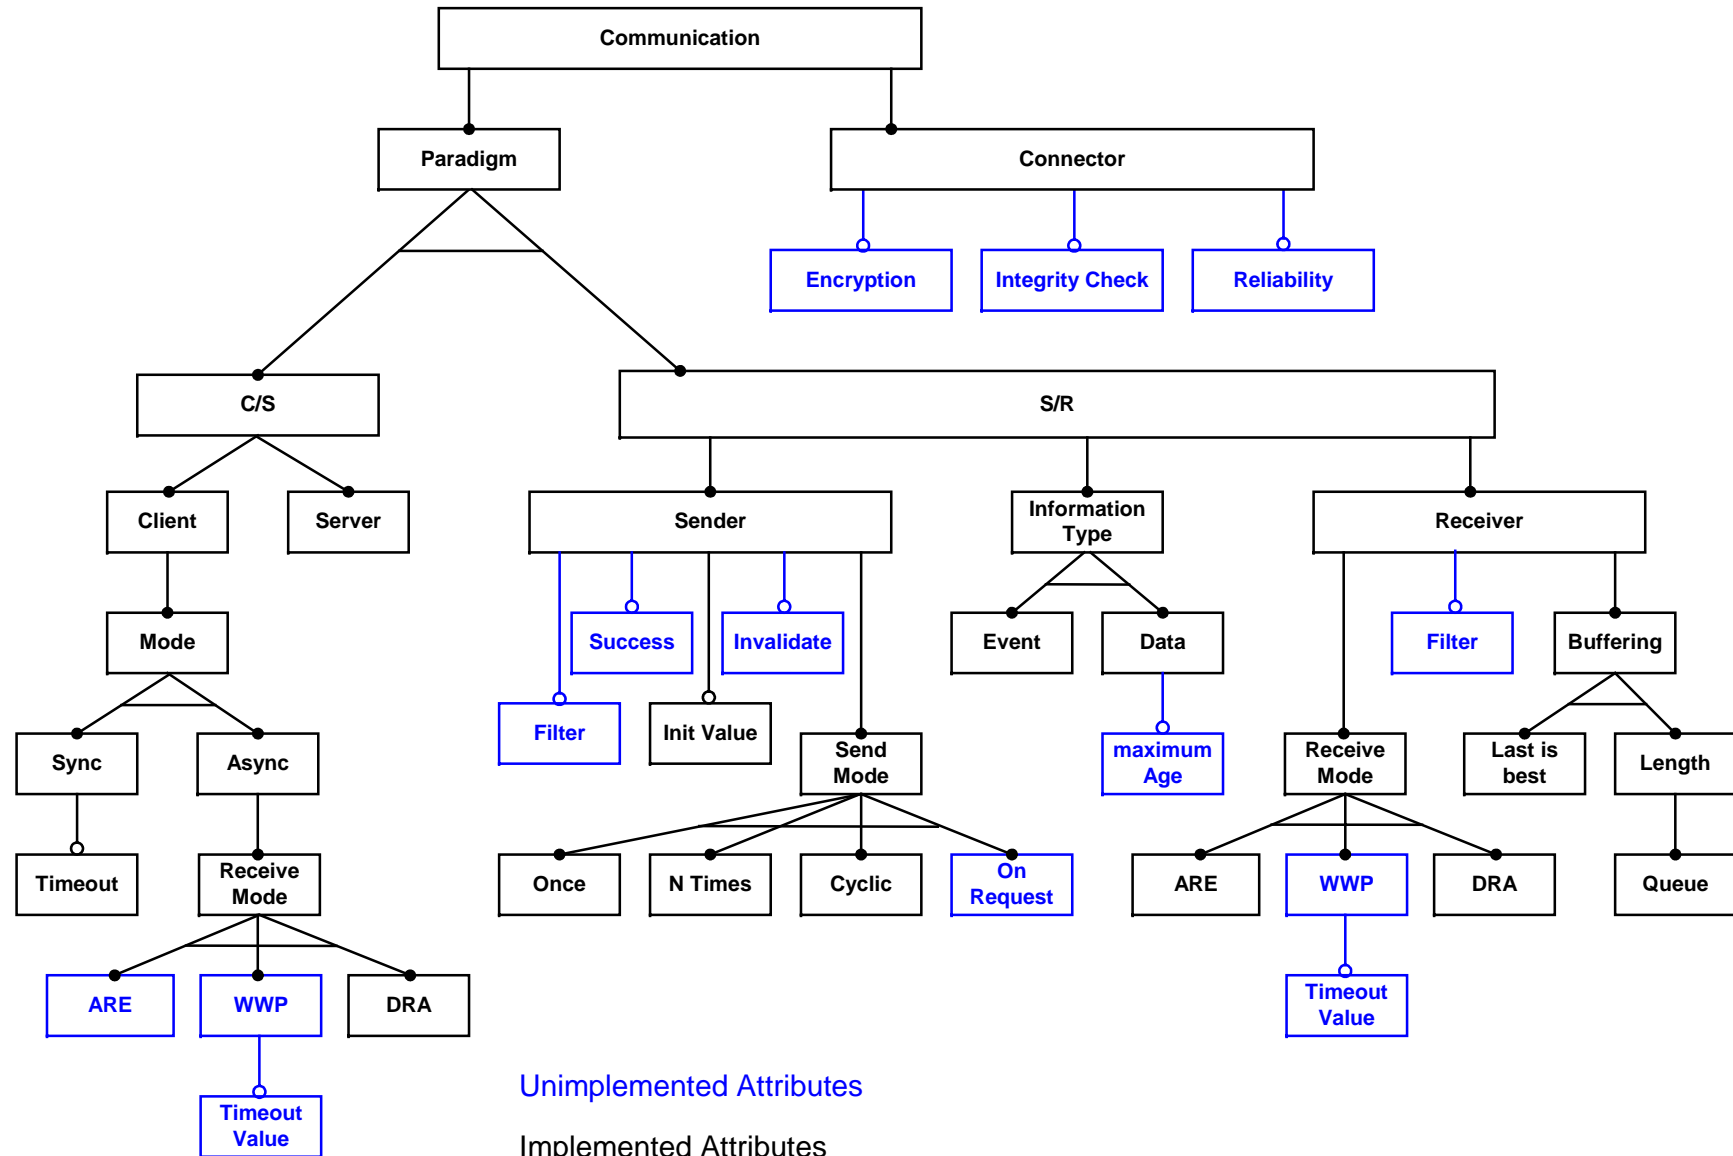 Communication
Paradigm
Connector
Encryption
Integrity Check
Reliability
C/S
S/R
Client
Server
Sender
Information
Type
Receiver
Mode
Success
Invalidate
Event
Data
Filter
Buffering
Sync
Async
Filter
Init Value
Send
Mode
maximum
Age
Receive
Mode
Last is
best
Length
Timeout
Receive
Mode
Once
N Times
Cyclic
On
Request
ARE
WWP
DRA
Queue
ARE
WWP
DRA
Timeout
Value
Timeout
Value
Unimplemented Attributes
Implemented Attributes